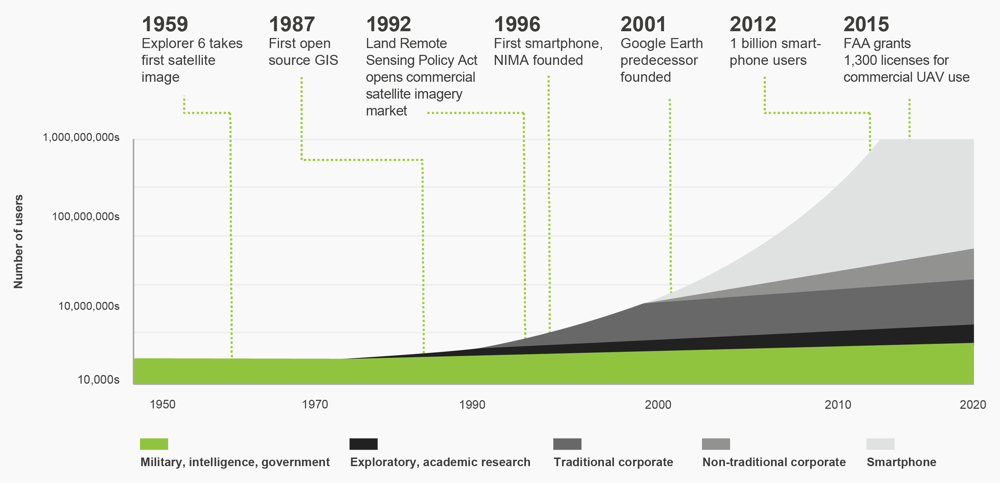 1959
Explorer 6 takes
first satellite
image
1987
First open
source GIS
1992
Land Remote
Sensing Policy Act
opens commercial
satellite imagery
market
1996
First smartphone,
NIMA founded
2001
Google Earth
predecessor
founded
2012
1 billion smart-
phone users
2015
FAA grants
1,300 licenses for
commercial UAV use
Number of users
1,000,000,000s
100,000,000s
10,000,000s
10,000s
1950
1970
1990
2000
2010
2020
Military, intelligence, government
Exploratory, academic research
Traditional corporate
Non-traditional corporate
Smartphone